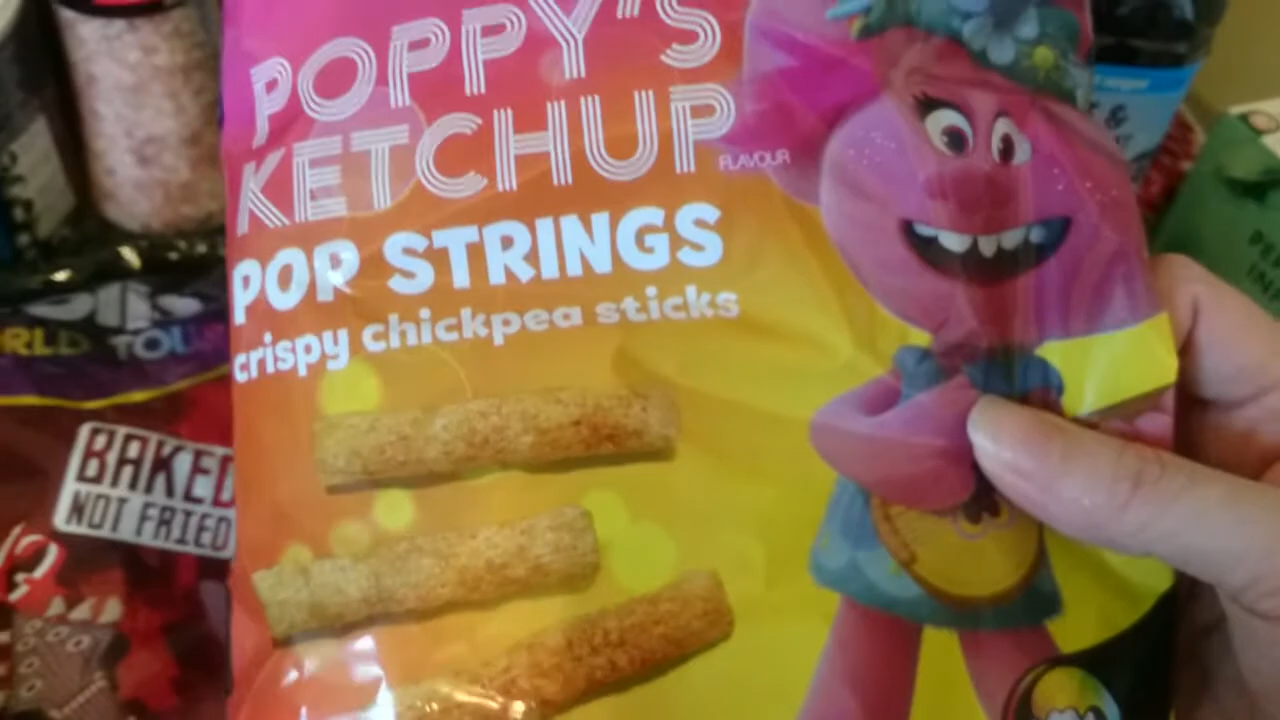 POPPY'S
KETCHUP
FLAVOUR
POP STRINGS
crispy chickpea sticks
BAKED
NOT FRIED